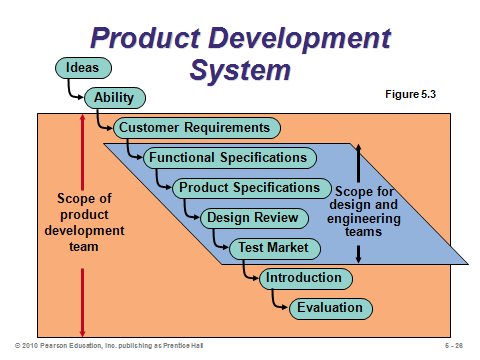 Product Development
System
Ideas
Ability
Figure 5.3
Customer Requirements
Functional Specifications
Product Specifications
Design Review
Test Market
Introduction
Evaluation
Scope of
product
development
team
Scope for
design and
engineering
teams
© 2010 Pearson Education, Inc. publishing as Prentice Hall
5 - 26